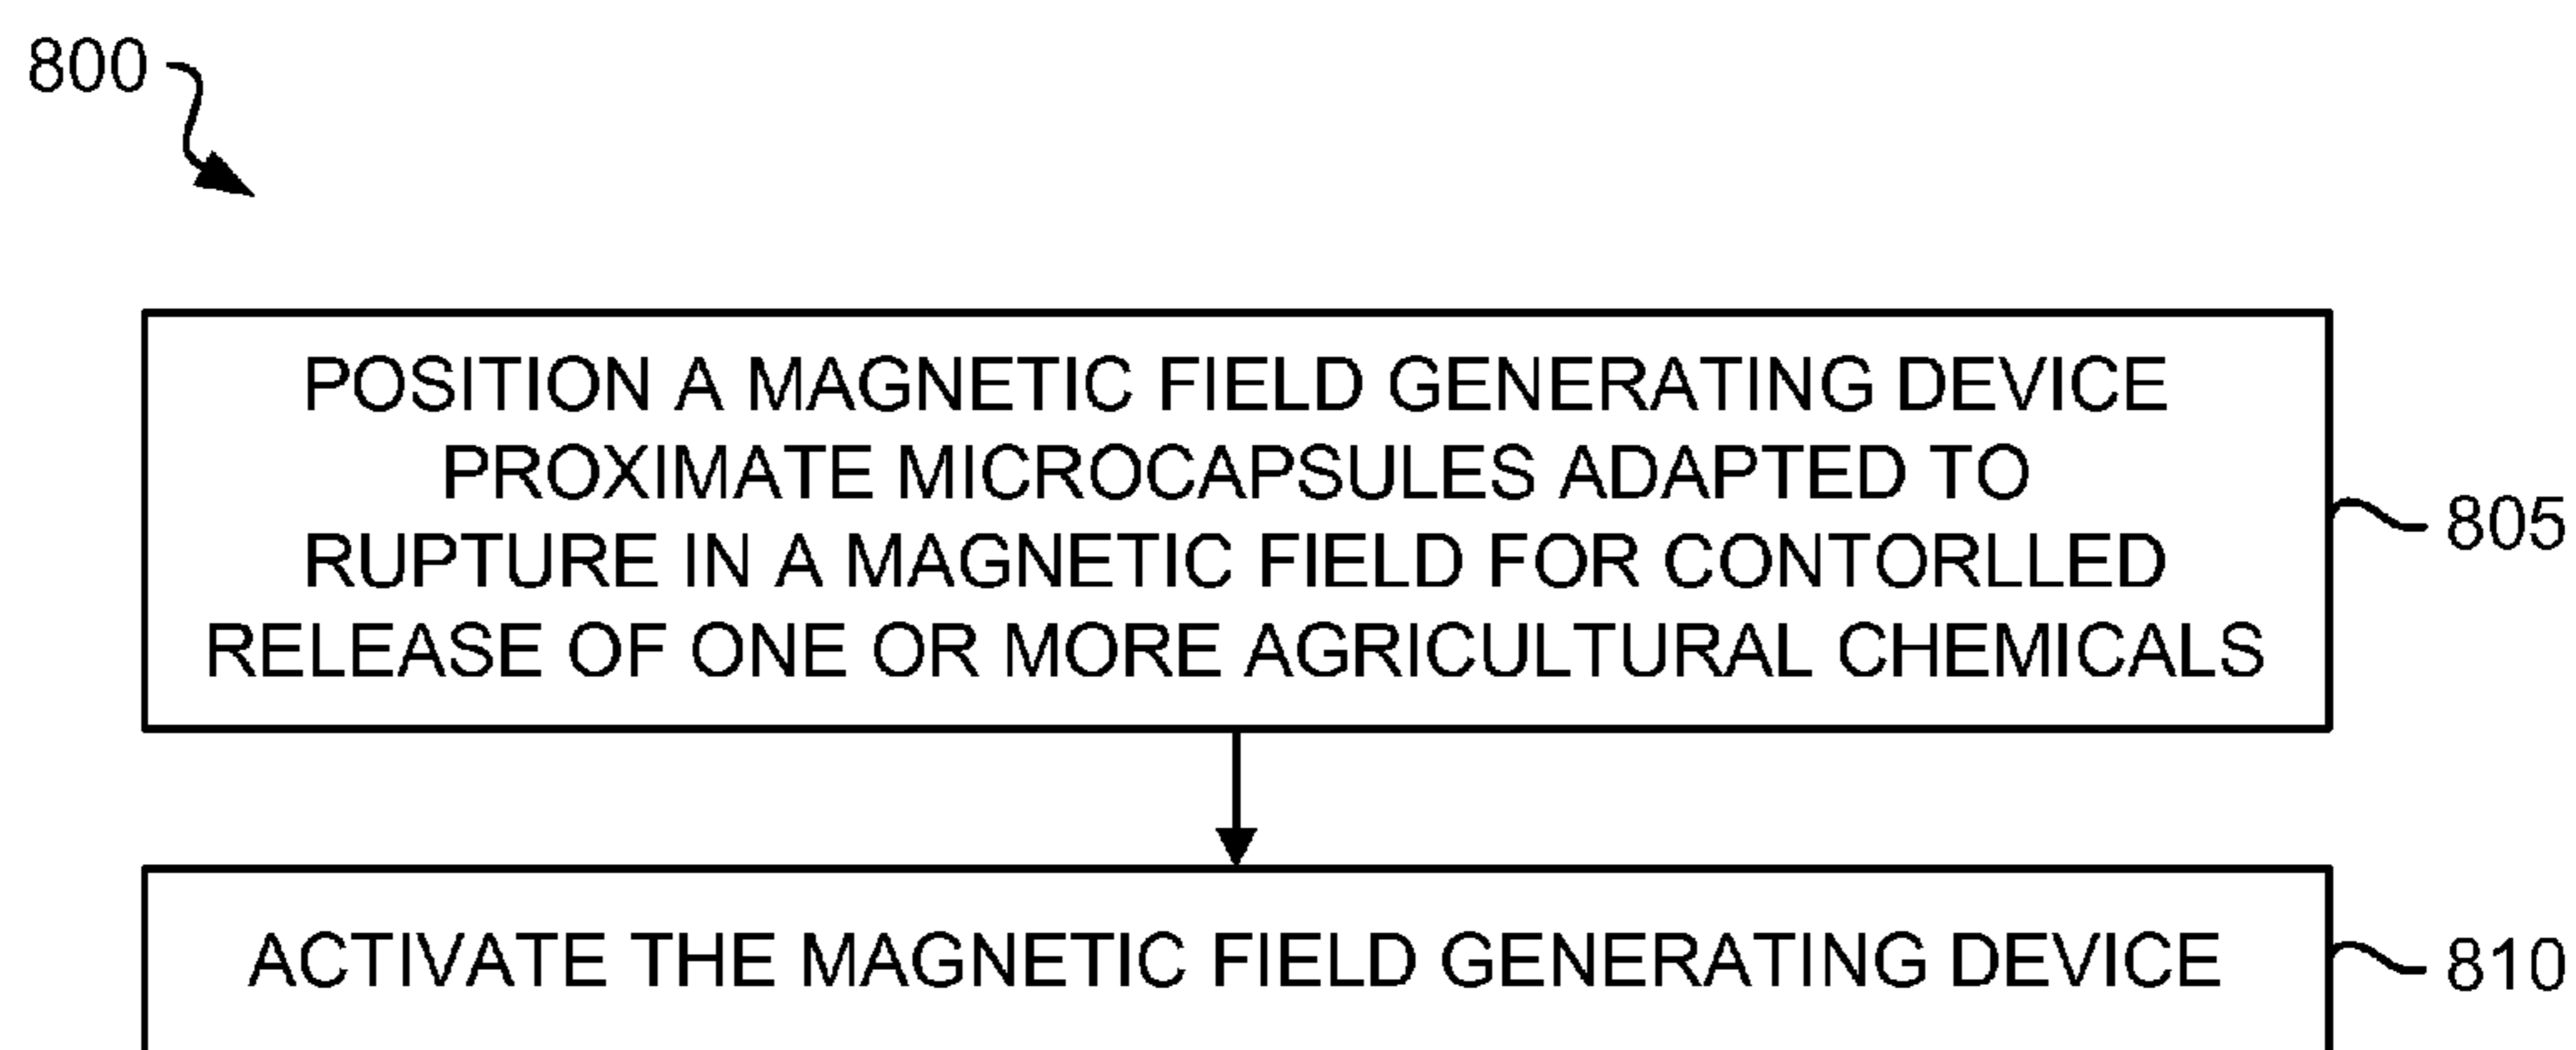 800
POSITION A MAGNETIC FIELD GENERATING DEVICE
PROXIMATE MICROCAPSULES ADAPTED TO
RUPTURE IN A MAGNETIC FIELD FOR CONTORLLED
RELEASE OF ONE OR MORE AGRICULTURAL CHEMICALS
805
ACTIVATE THE MAGNETIC FIELD GENERATING DEVICE
810